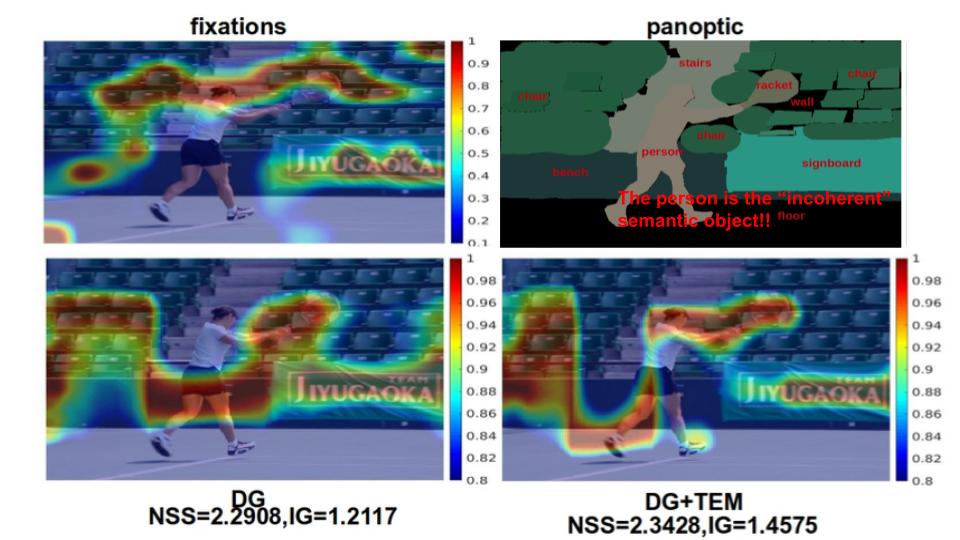 fixations
panoptic
1
0.9
0.8
0.7
0.6
0.5
0.4
0.3
0.2
0.1
TEAM
JIYUGAOKA
stairs
chair
racket
chair
wall
chair
person
signboard
bench
The person is the “incoherent”
semantic object!! floor
1
0.98
0.96
0.94
0.92
0.9
0.88
0.86
0.84
0.82
0.8
TEAM
JIYUGAOKA
1
0.98
0.96
0.94
0.92
0.9
0.88
0.86
0.84
0.82
0.8
TEAM
JIYUGAOKA
DG
NSS=2.2908,IG=1.2117
DG+TEM
NSS=2.3428,IG=1.4575